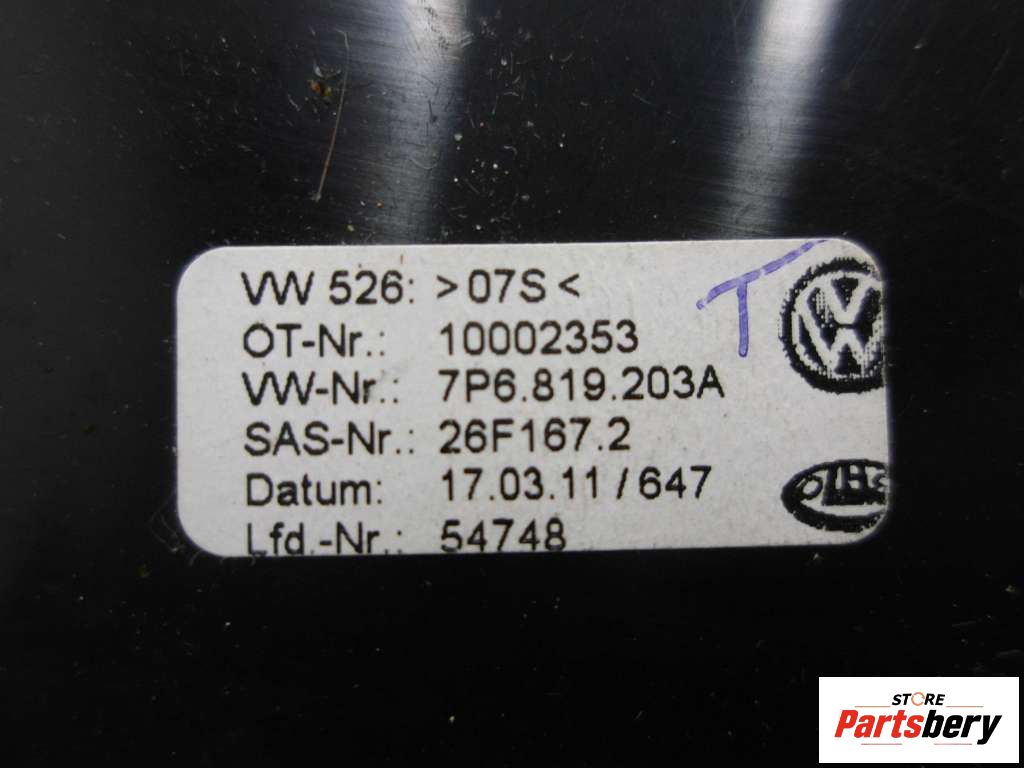 VW 526: >07S<
OT-Nr.: 10002353
VW-Nr.: 7P6.819.203A
SAS-Nr.: 26F167.2
Datum: 17.03.11 / 647
Lfd.-Nr.: 54748
T
VW
STORE
Partsbery